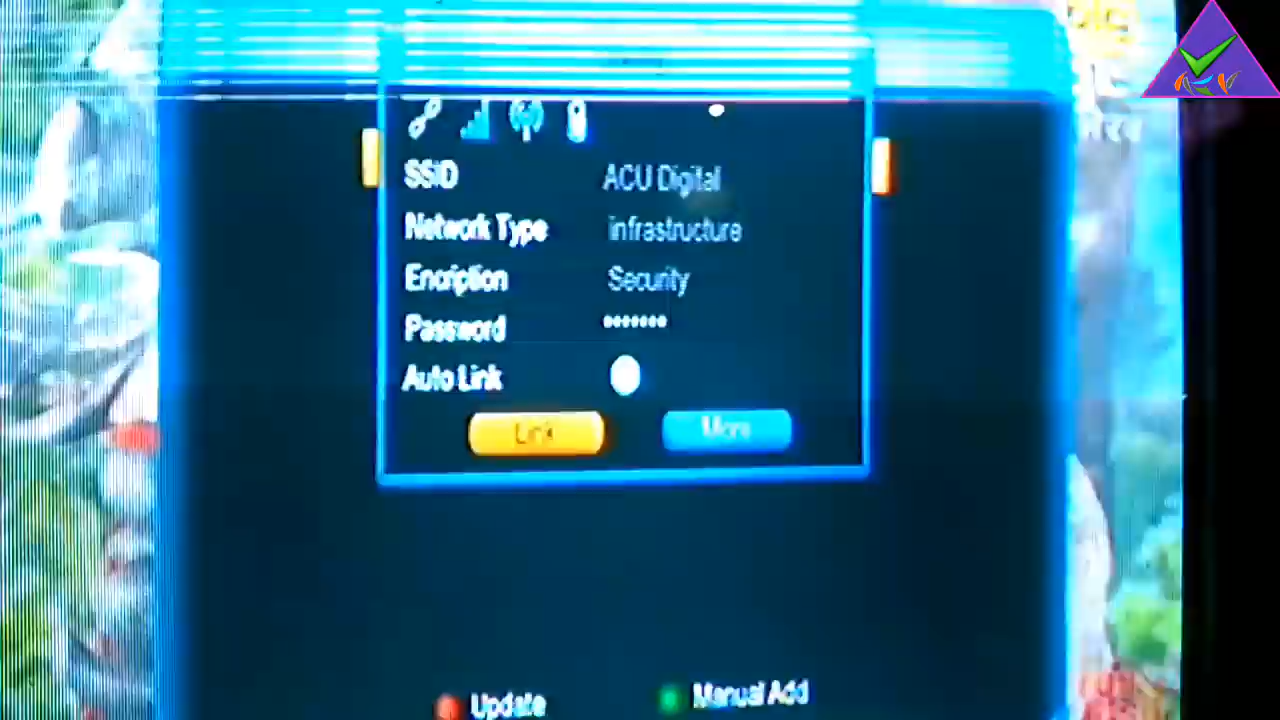 SSID ACU Digital
Network Type infrastructure
Encription Security
Password •••••••
Auto Link
Link More
Update Manual Add